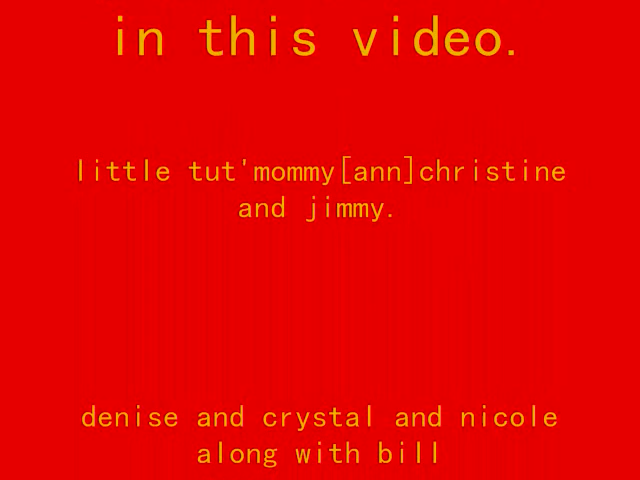 in this video.
little tut'mommy[ann]christine
and jimmy.
denise and crystal and nicole
along with bill